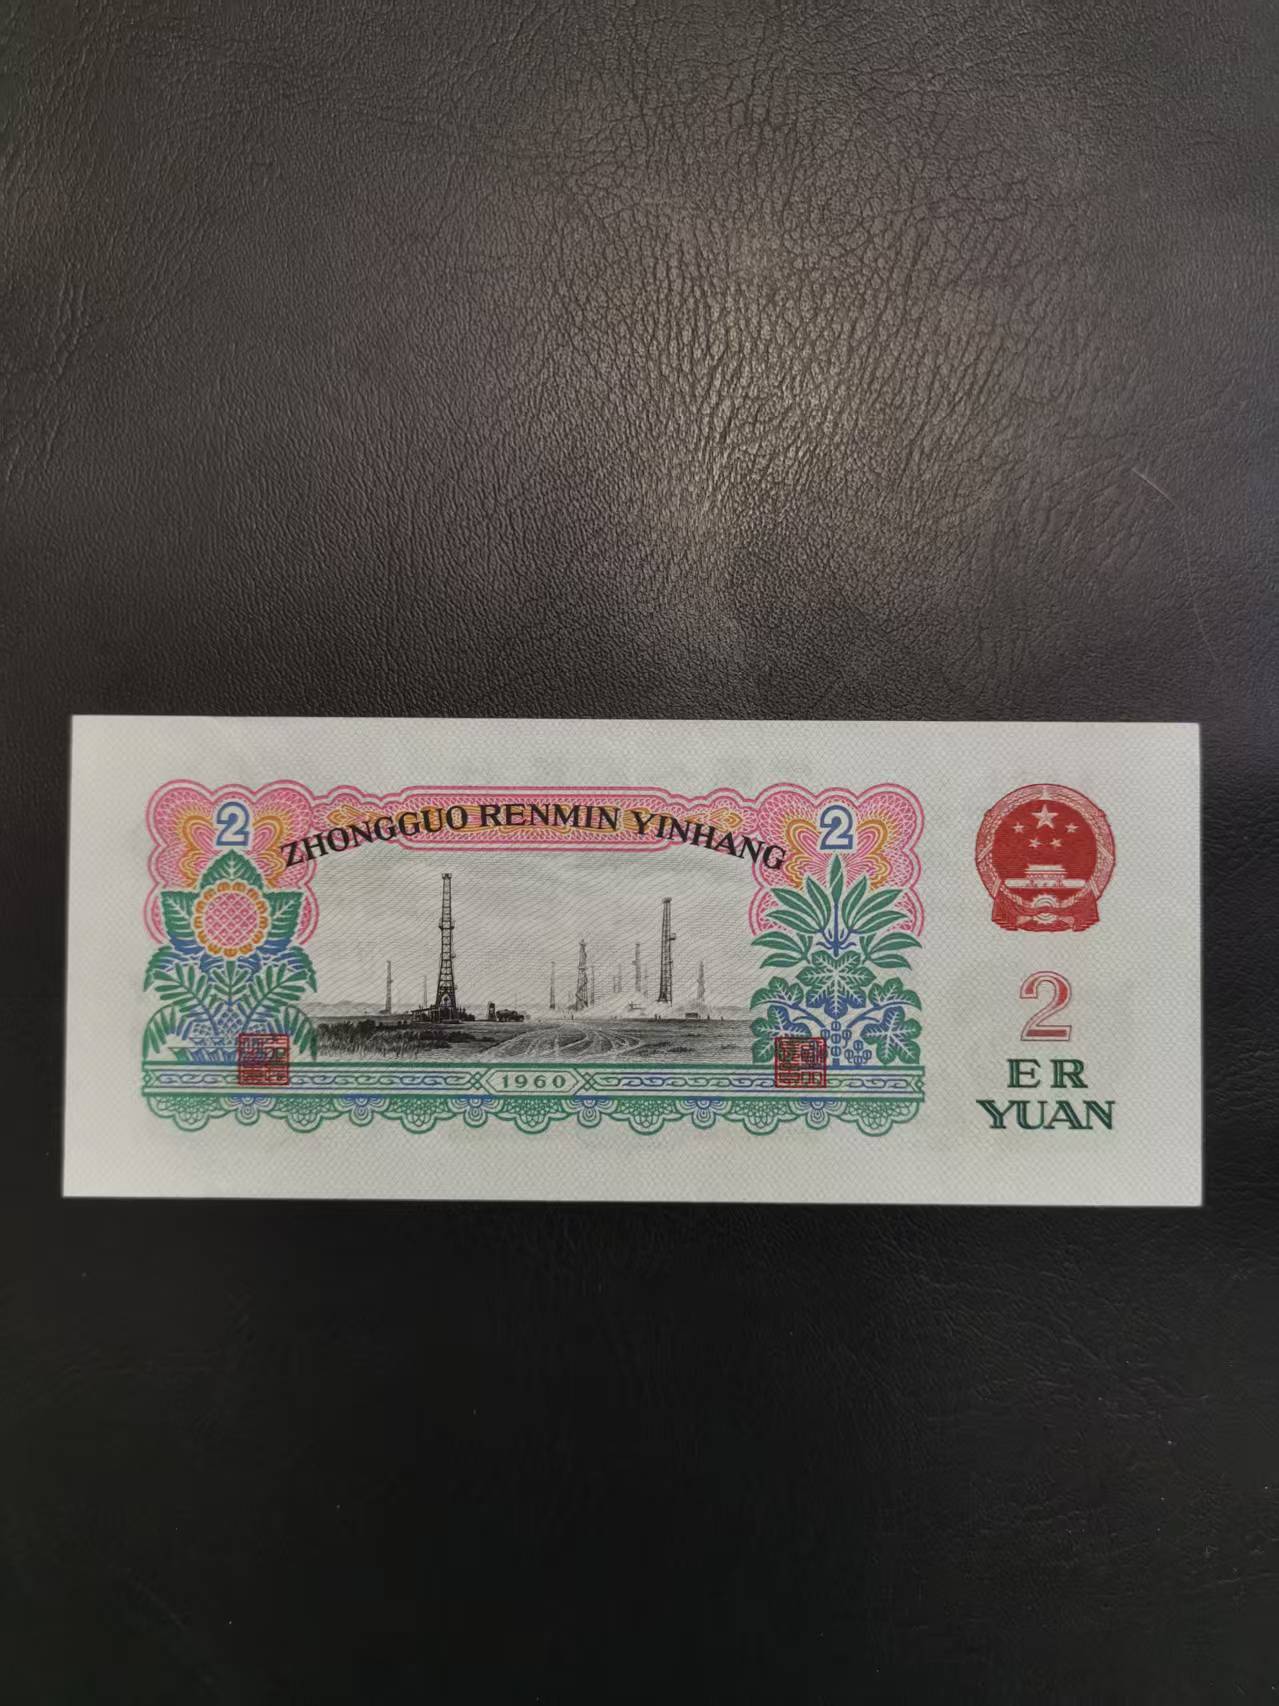 2
2
ZHONGGUO RENMIN YINHANG
1960
2
ER
YUAN